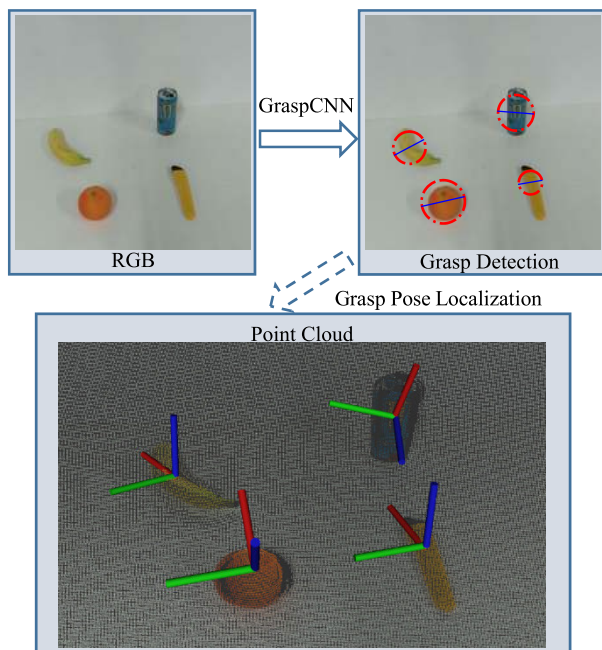 GraspCNN
RGB
Grasp Detection
Grasp Pose Localization
Point Cloud